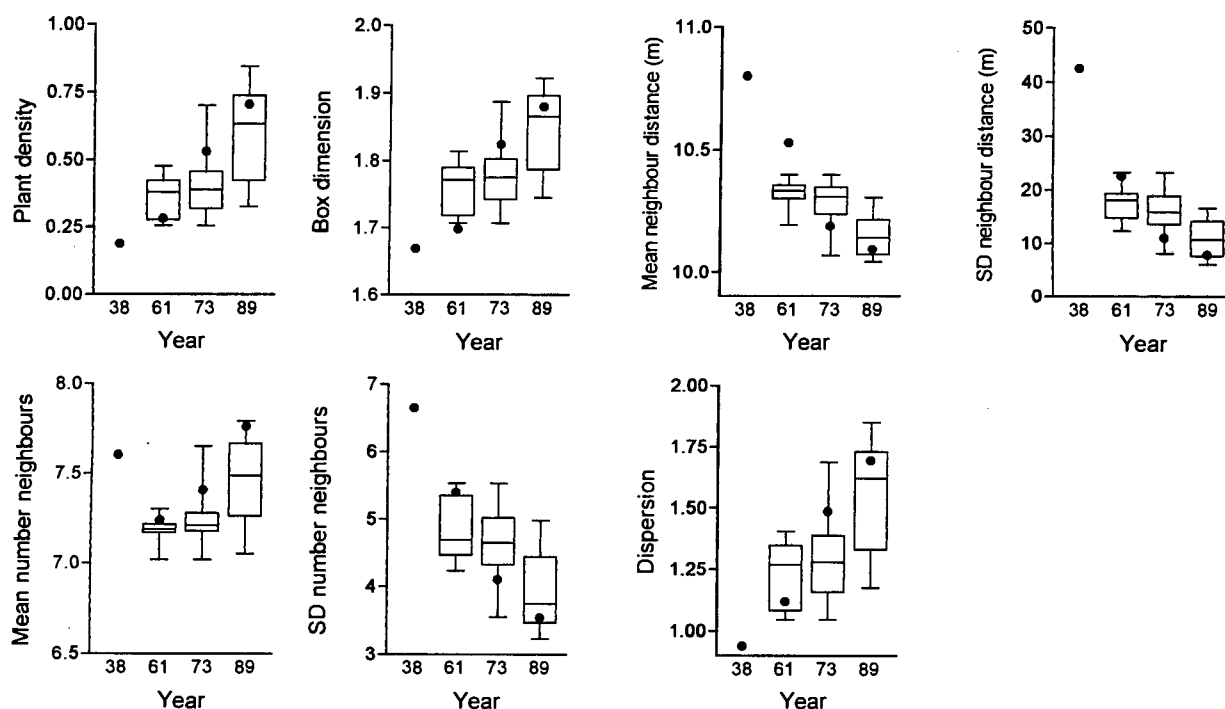 Plant density
1.00
0.75
0.50
0.25
0.00
38 61 73 89
Year
Box dimension
2.0
1.9
1.8
1.7
1.6
38 61 73 89
Year
Mean neighbour distance (m)
11.0
10.5
10.0
38 61 73 89
Year
SD neighbour distance (m)
50
40
30
20
10
0
38 61 73 89
Year
Mean number neighbours
8.0
7.5
7.0
6.5
38 61 73 89
Year
SD number neighbours
7
6
5
4
3
38 61 73 89
Year
Dispersion
2.00
1.75
1.50
1.25
1.00
38 61 73 89
Year